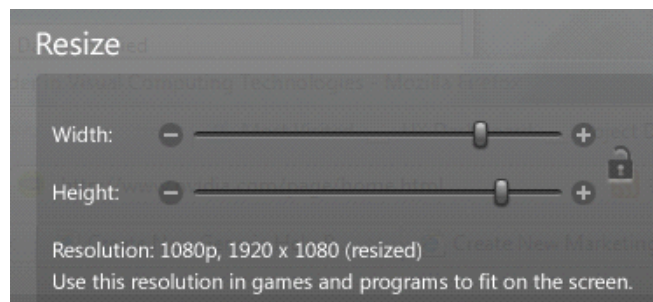 Resize
Width:
Height:
Resolution: 1080p, 1920 x 1080 (resized)
Use this resolution in games and programs to fit on the screen.